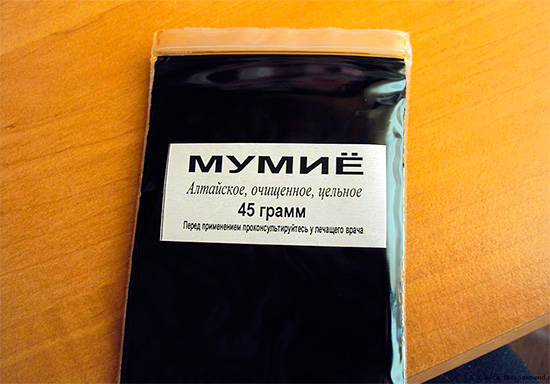 МУМИЁ
Алтайское, очищенное, цельное
45 грамм
Перед применением проконсультируйтесь у лечащего врача